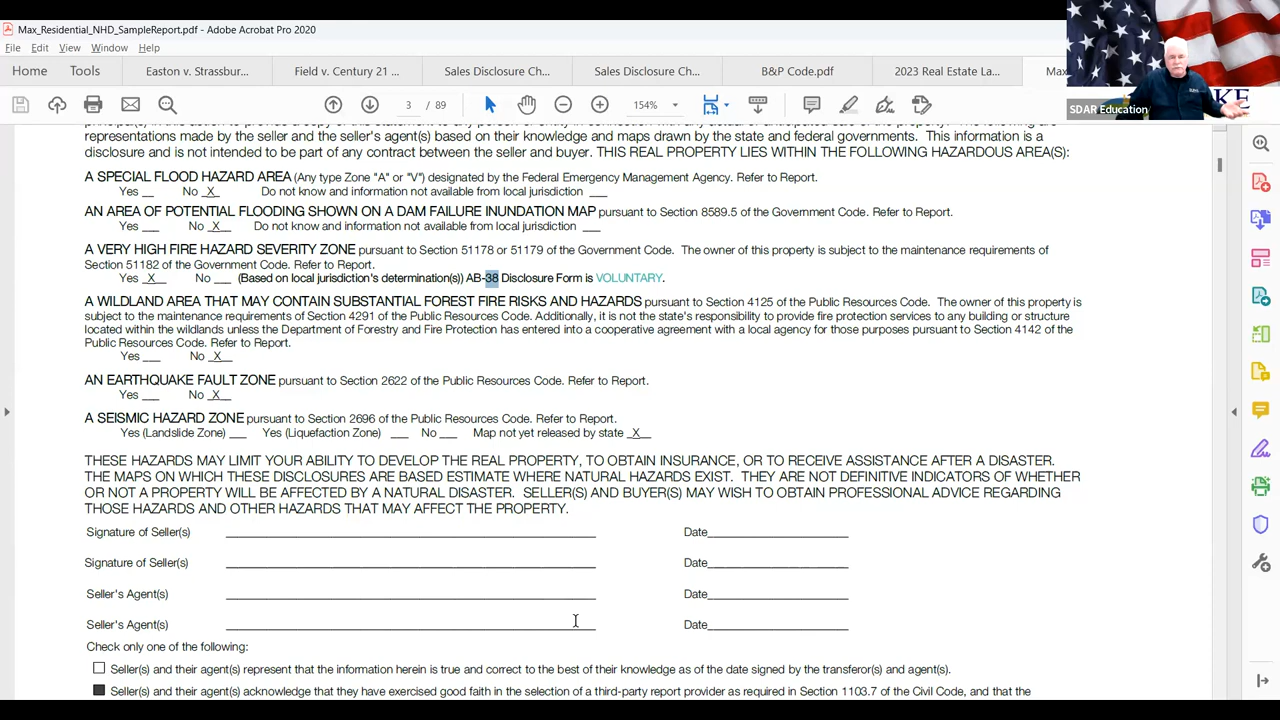 Max_Residential_NHD_SampleReport.pdf - Adobe Acrobat Pro 2020
File Edit View Window Help
Home Tools Easton v. Strassbur... Field v. Century 21 ... Sales Disclosure Ch... Sales Disclosure Ch... B&P Code.pdf 2023 Real Estate La... Max
3 / 89 154%
SDAR Education
KE
representations made by the seller and the seller's agent(s) based on their knowledge and maps drawn by the state and federal governments. This information is a
disclosure and is not intended to be part of any contract between the seller and buyer. THIS REAL PROPERTY LIES WITHIN THE FOLLOWING HAZARDOUS AREA(S):
A SPECIAL FLOOD HAZARD AREA (Any type Zone "A" or "V") designated by the Federal Emergency Management Agency. Refer to Report.
Yes __ No _X_ Do not know and information not available from local jurisdiction ___
AN AREA OF POTENTIAL FLOODING SHOWN ON A DAM FAILURE INUNDATION MAP pursuant to Section 8589.5 of the Government Code. Refer to Report.
Yes ___ No _X__ Do not know and information not available from local jurisdiction ___
A VERY HIGH FIRE HAZARD SEVERITY ZONE pursuant to Section 51178 or 51179 of the Government Code. The owner of this property is subject to the maintenance requirements of
Section 51182 of the Government Code. Refer to Report.
Yes _X__ No ___ (Based on local jurisdiction's determination(s)) AB-38 Disclosure Form is VOLUNTARY.
A WILDLAND AREA THAT MAY CONTAIN SUBSTANTIAL FOREST FIRE RISKS AND HAZARDS pursuant to Section 4125 of the Public Resources Code. The owner of this property is
subject to the maintenance requirements of Section 4291 of the Public Resources Code. Additionally, it is not the state's responsibility to provide fire protection services to any building or structure
located within the wildlands unless the Department of Forestry and Fire Protection has entered into a cooperative agreement with a local agency for those purposes pursuant to Section 4142 of the
Public Resources Code. Refer to Report.
Yes ___ No _X__
AN EARTHQUAKE FAULT ZONE pursuant to Section 2622 of the Public Resources Code. Refer to Report.
Yes ___ No _X__
A SEISMIC HAZARD ZONE pursuant to Section 2696 of the Public Resources Code. Refer to Report.
Yes (Landslide Zone) ___ Yes (Liquefaction Zone) ___ No ___ Map not yet released by state _X__
THESE HAZARDS MAY LIMIT YOUR ABILITY TO DEVELOP THE REAL PROPERTY, TO OBTAIN INSURANCE, OR TO RECEIVE ASSISTANCE AFTER A DISASTER.
THE MAPS ON WHICH THESE DISCLOSURES ARE BASED ESTIMATE WHERE NATURAL HAZARDS EXIST. THEY ARE NOT DEFINITIVE INDICATORS OF WHETHER
OR NOT A PROPERTY WILL BE AFFECTED BY A NATURAL DISASTER. SELLER(S) AND BUYER(S) MAY WISH TO OBTAIN PROFESSIONAL ADVICE REGARDING
THOSE HAZARDS AND OTHER HAZARDS THAT MAY AFFECT THE PROPERTY.
Signature of Seller(s) ____________ Date____________
Signature of Seller(s) ____________ Date____________
Seller's Agent(s) ____________ Date____________
Seller's Agent(s) ____________ Date____________
Check only one of the following:
Seller(s) and their agent(s) represent that the information herein is true and correct to the best of their knowledge as of the date signed by the transferor(s) and agent(s).
Seller(s) and their agent(s) acknowledge that they have exercised good faith in the selection of a third-party report provider as required in Section 1103.7 of the Civil Code, and that the